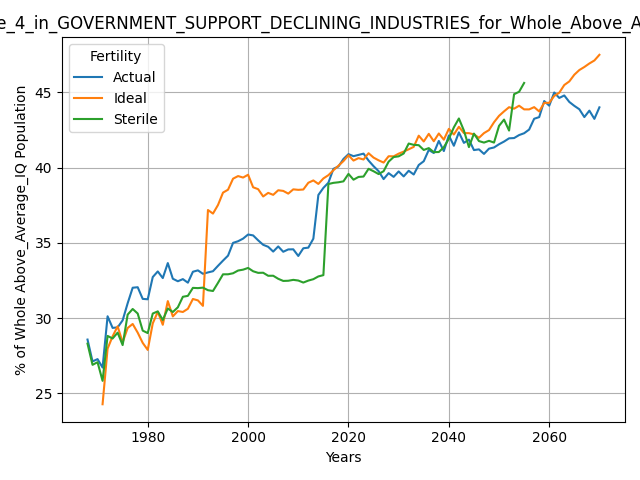 e_4_in_GOVERNMENT_SUPPORT_DECLINING_INDUSTRIES_for_Whole_Above_A
Fertility
Actual
Ideal
Sterile
% of Whole Above_Average_IQ Population
45
40
35
30
25
1980
2000
2020
2040
2060
Years